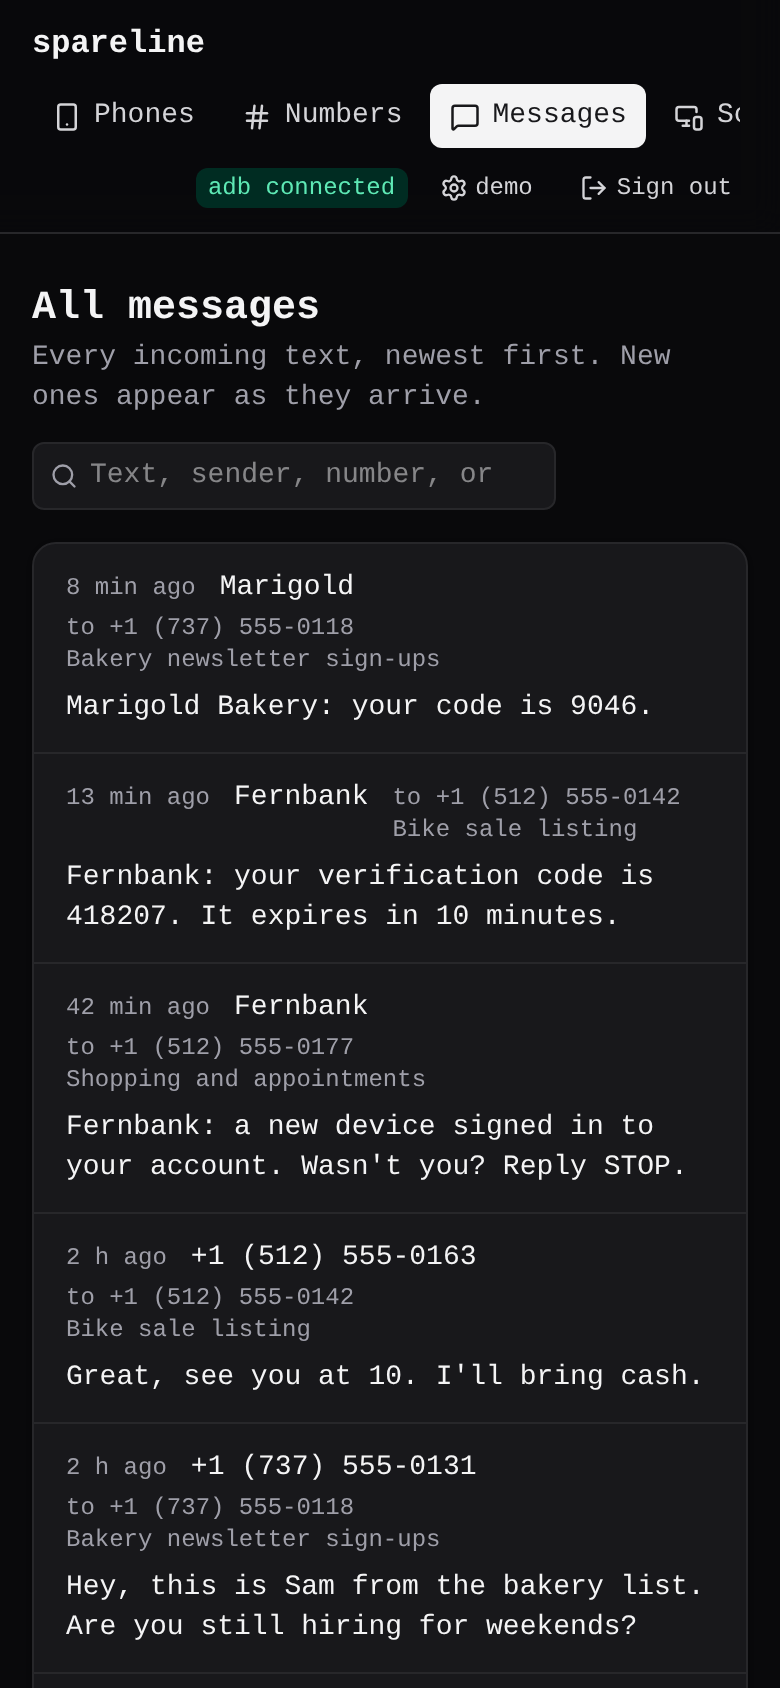 spareline
Phones Numbers Messages Sc
adb connected demo Sign out
All messages
Every incoming text, newest first. New
ones appear as they arrive.
Text, sender, number, or
8 min ago Marigold
to +1 (737) 555-0118
Bakery newsletter sign-ups
Marigold Bakery: your code is 9046.
13 min ago Fernbank to +1 (512) 555-0142
Bike sale listing
Fernbank: your verification code is
418207. It expires in 10 minutes.
42 min ago Fernbank
to +1 (512) 555-0177
Shopping and appointments
Fernbank: a new device signed in to
your account. Wasn't you? Reply STOP.
2 h ago +1 (512) 555-0163
to +1 (512) 555-0142
Bike sale listing
Great, see you at 10. I'll bring cash.
2 h ago +1 (737) 555-0131
to +1 (737) 555-0118
Bakery newsletter sign-ups
Hey, this is Sam from the bakery list.
Are you still hiring for weekends?